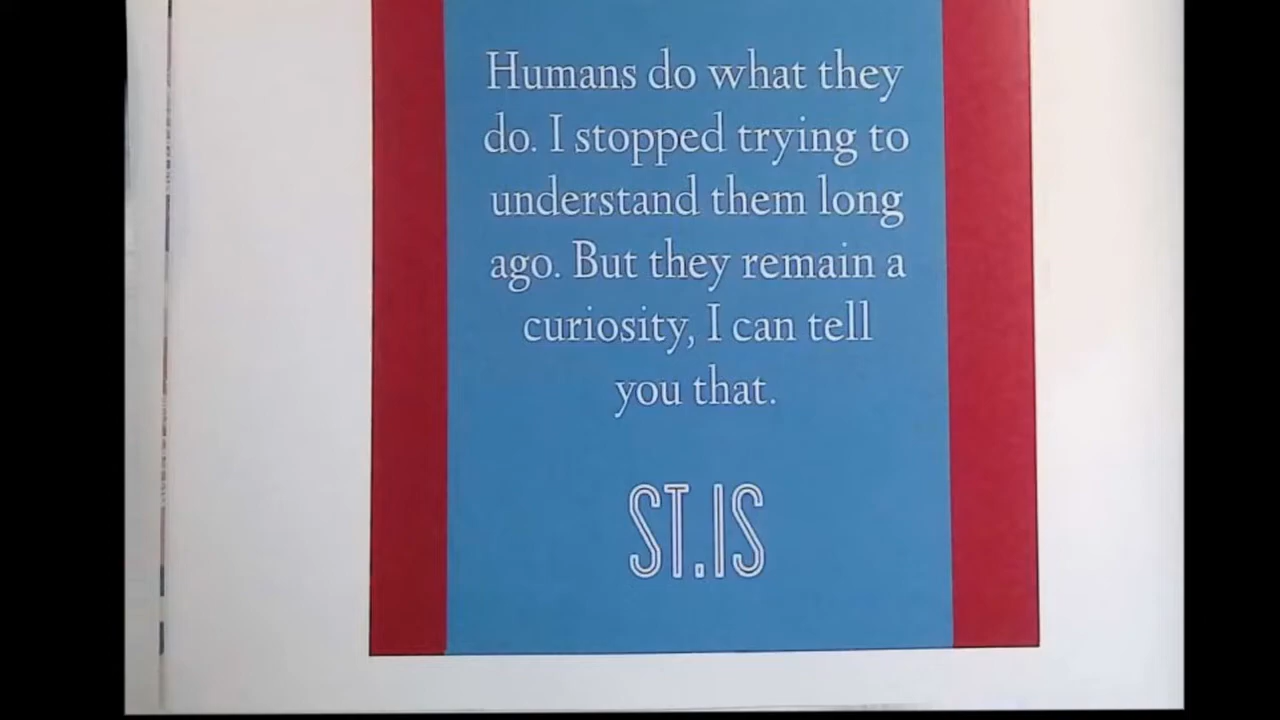 Humans do what they
do. I stopped trying to
understand them long
ago. But they remain a
curiosity, I can tell
you that.
ST.IS